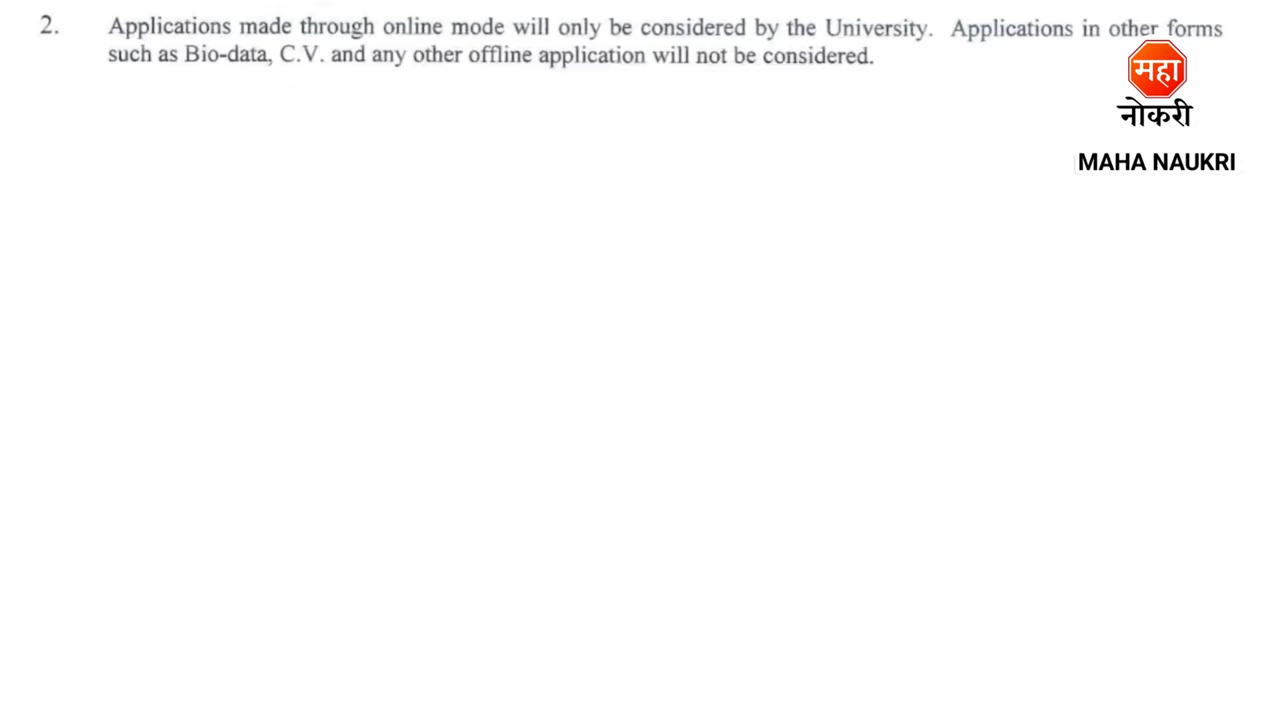 2. Applications made through online mode will only be considered by the University. Applications in other forms
such as Bio-data, C.V. and any other offline application will not be considered.
महा
नोकरी
MAHA NAUKRI